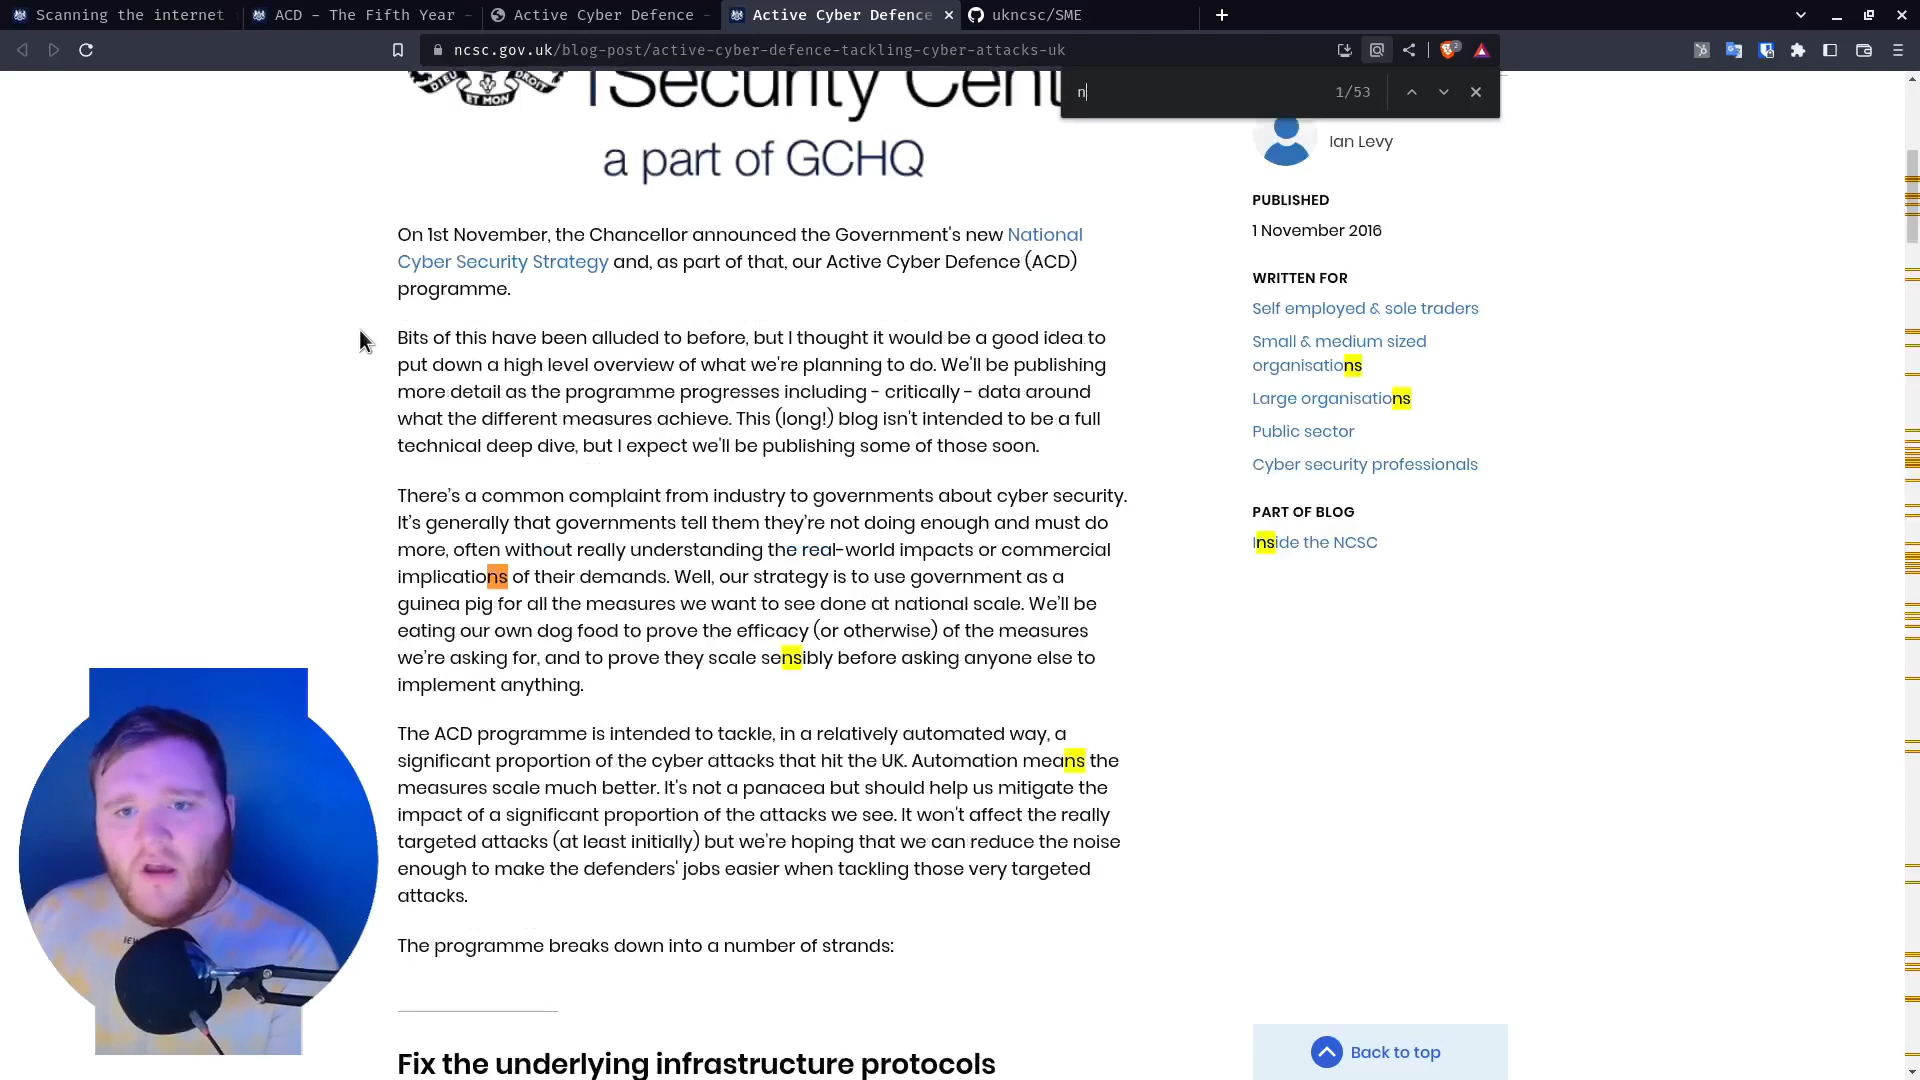 Scanning the internet
ACD - The Fifth Year -
Active Cyber Defence -
Active Cyber Defence
ukncsc/SME
ncsc.gov.uk/blog-post/active-cyber-defence-tackling-cyber-attacks-uk
2
n
1/53
DIEU
DROIT
ET MON
Security Cent
a part of GCHQ
On 1st November, the Chancellor announced the Government's new National
Cyber Security Strategy and, as part of that, our Active Cyber Defence (ACD)
programme.
Bits of this have been alluded to before, but I thought it would be a good idea to
put down a high level overview of what we're planning to do. We'll be publishing
more detail as the programme progresses including - critically - data around
what the different measures achieve. This (long!) blog isn't intended to be a full
technical deep dive, but I expect we'll be publishing some of those soon.
There's a common complaint from industry to governments about cyber security.
It's generally that governments tell them they're not doing enough and must do
more, often without really understanding the real-world impacts or commercial
implications of their demands. Well, our strategy is to use government as a
guinea pig for all the measures we want to see done at national scale. We'll be
eating our own dog food to prove the efficacy (or otherwise) of the measures
we're asking for, and to prove they scale sensibly before asking anyone else to
implement anything.
The ACD programme is intended to tackle, in a relatively automated way, a
significant proportion of the cyber attacks that hit the UK. Automation means the
measures scale much better. It's not a panacea but should help us mitigate the
impact of a significant proportion of the attacks we see. It won't affect the really
targeted attacks (at least initially) but we're hoping that we can reduce the noise
enough to make the defenders' jobs easier when tackling those very targeted
attacks.
The programme breaks down into a number of strands:
Fix the underlying infrastructure protocols
Ian Levy
PUBLISHED
1 November 2016
WRITTEN FOR
Self employed & sole traders
Small & medium sized
organisations
Large organisations
Public sector
Cyber security professionals
PART OF BLOG
Inside the NCSC
Back to top